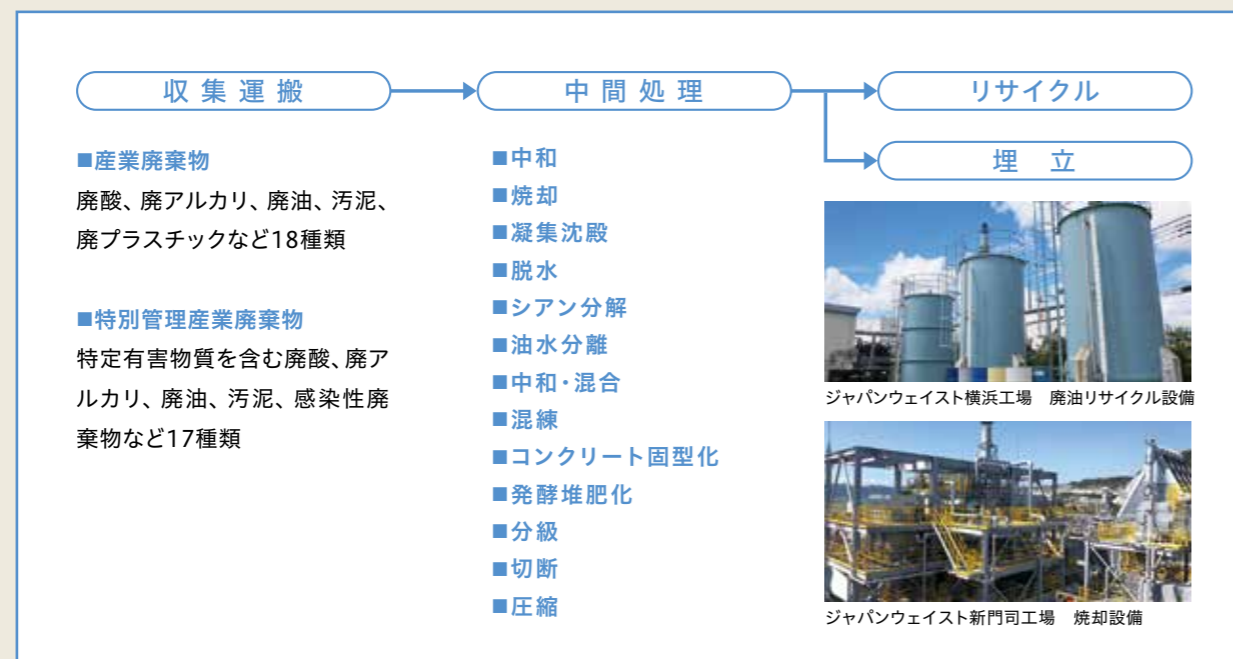 収集運搬
中間処理
リサイクル
埋 立
■産業廃棄物
廃酸、廃アルカリ、廃油、汚泥、
廃プラスチックなど18種類
■特別管理産業廃棄物
特定有害物質を含む廃酸、廃ア
ルカリ、廃油、汚泥、感染性廃
棄物など17種類
■中和
■焼却
■凝集沈殿
■脱水
■シアン分解
■油水分離
■中和・混合
■混練
■コンクリート固型化
■発酵堆肥化
■分級
■切断
■圧縮
ジャパンウェイスト横浜工場 廃油リサイクル設備
ジャパンウェイスト新門司工場 焼却設備